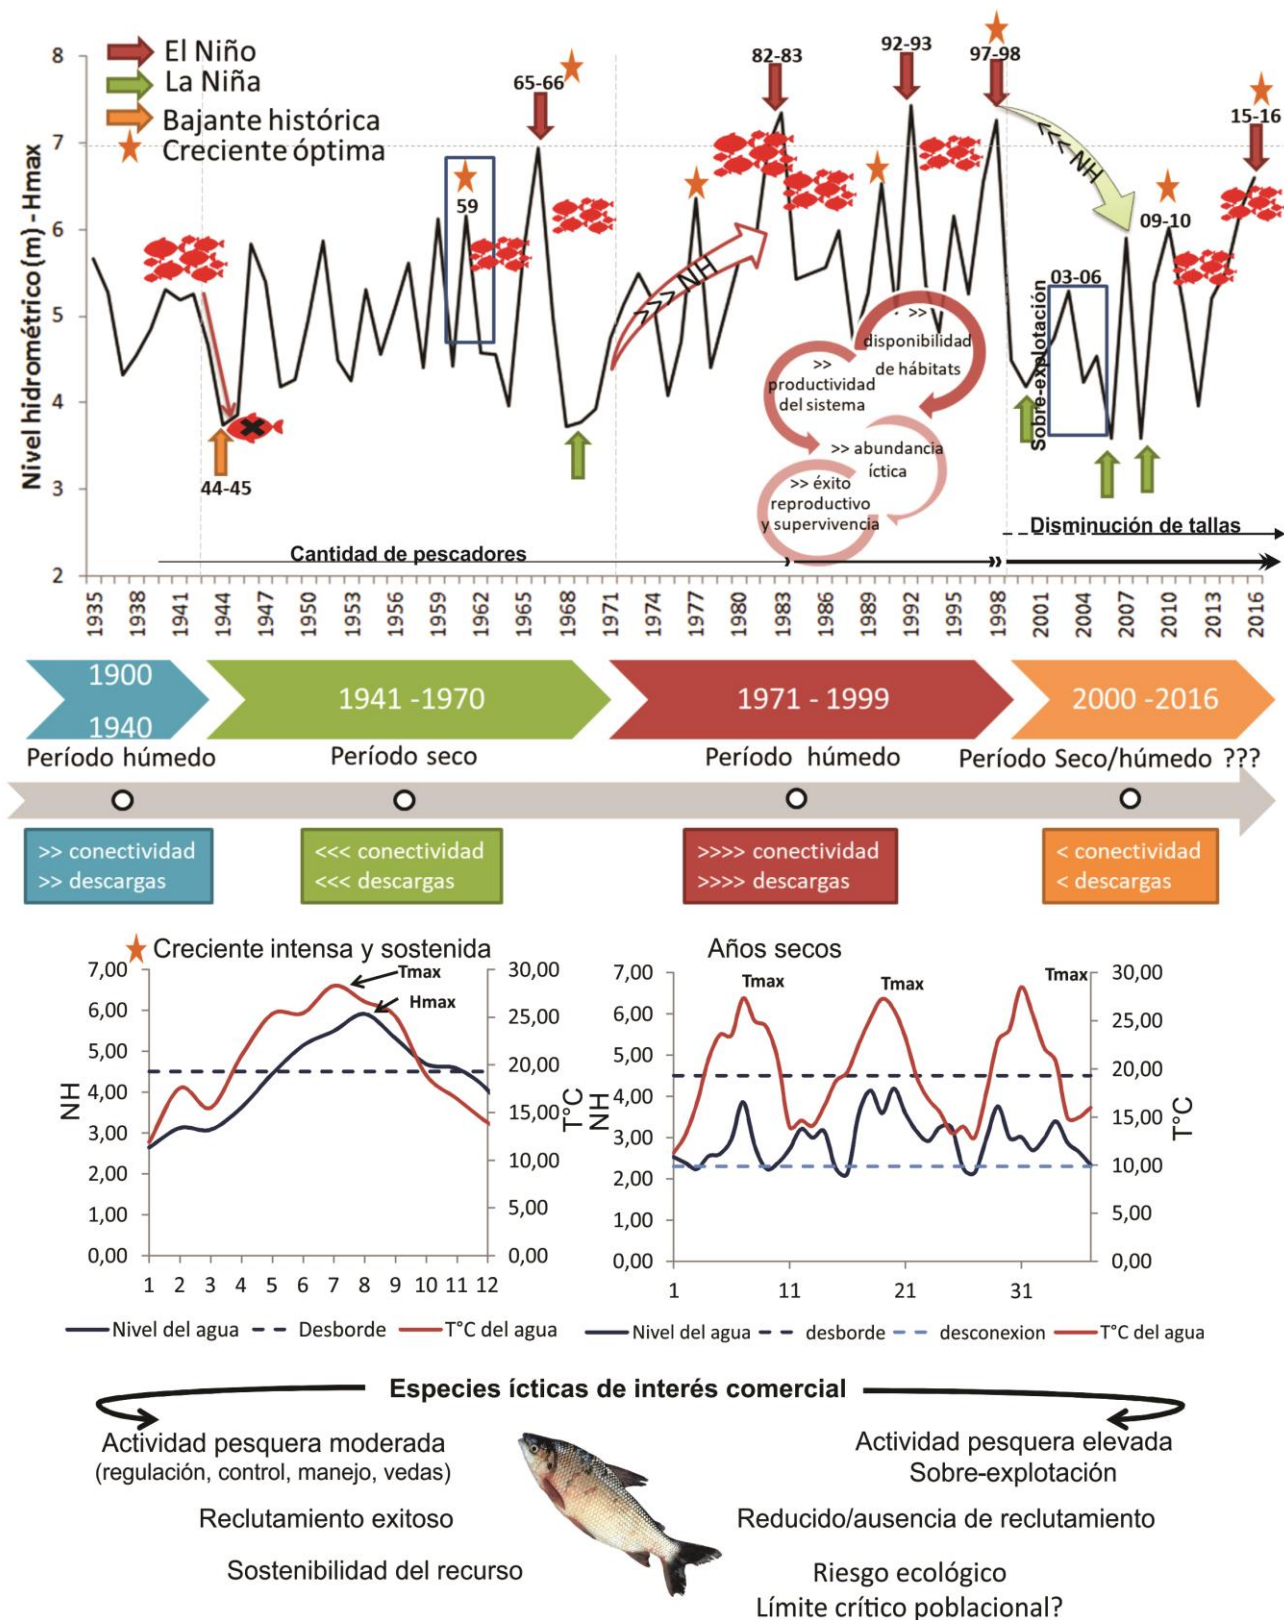 El Niño
La Niña
Bajante histórica
Creciente óptima
Nivel hidrométrico (m) - Hmax
8
7
6
5
4
3
2
44-45
59
65-66
82-83
92-93
97-98
03-06
09-10
15-16
>>> NH
<<< NH
>>
disponibilidad
de hábitats
>>
productividad
del sistema
>> abundancia
íctica
>> éxito
reproductivo
y supervivencia
Sobre-explotación
Disminución de tallas
Cantidad de pescadores
1935
1938
1941
1944
1947
1950
1953
1956
1959
1962
1965
1968
1971
1974
1977
1980
1983
1986
1989
1992
1995
1998
2001
2004
2007
2010
2013
2016
1900
1940
1941 -1970
1971 - 1999
2000 -2016
Período húmedo
Período seco
Período húmedo
Período Seco/húmedo ???
>> conectividad
>> descargas
<<< conectividad
<<< descargas
>>>> conectividad
>>>> descargas
< conectividad
< descargas
Creciente intensa y sostenida
Tmax
Hmax
NH
7,00
6,00
5,00
4,00
3,00
2,00
1,00
0,00
T°C
30,00
25,00
20,00
15,00
10,00
5,00
0,00
1 2 3 4 5 6 7 8 9 10 11 12
Nivel del agua Desborde T°C del agua
Años secos
Tmax
Tmax
Tmax
NH
7,00
6,00
5,00
4,00
3,00
2,00
1,00
0,00
T°C
30,00
25,00
20,00
15,00
10,00
5,00
0,00
1 11 21 31
Nivel del agua desborde desconexion T°C del agua
Especies ícticas de interés comercial
Actividad pesquera moderada
(regulación, control, manejo, vedas)
Reclutamiento exitoso
Sostenibilidad del recurso
Actividad pesquera elevada
Sobre-explotación
Reducido/ausencia de reclutamiento
Riesgo ecológico
Límite crítico poblacional?